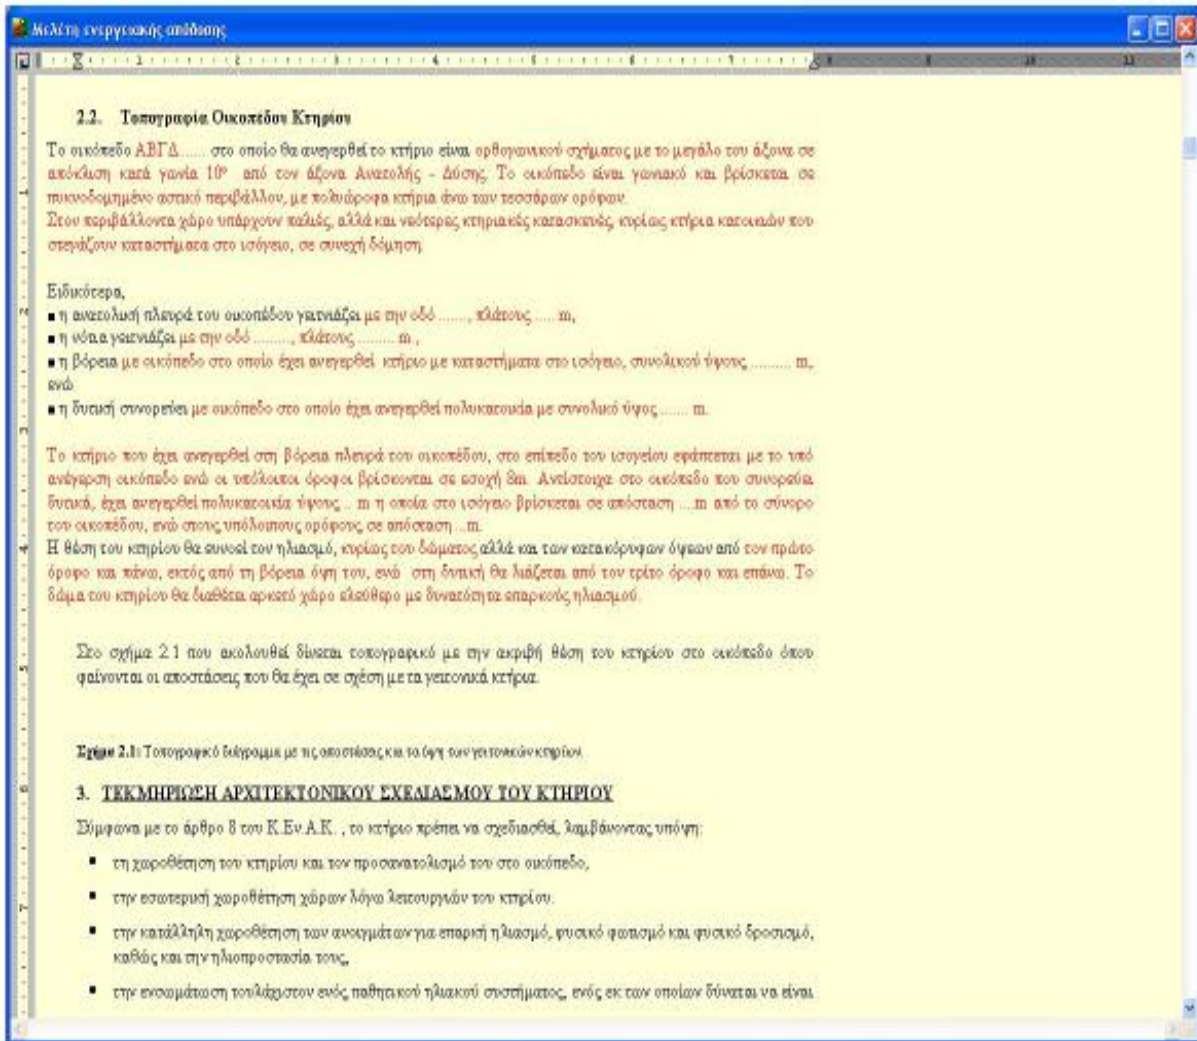 Μελέτη ενεργειακής απόδοσης
2.2. Τοπογραφία Οικοπέδου Κτηρίου
Το οικόπεδο ΑΒΓΔ...... στο οποίο θα ανεγερθεί το κτήριο είναι ορθογωνικού σχήματος με το μεγάλο του άξονα σε
απόκλιση κατά γωνία 10º από τον άξονα Ανατολής - Δύσης. Το οικόπεδο είναι γωνιακό και βρίσκεται σε
πυκνοδομημένο αστικό περιβάλλον, με πολυώροφα κτήρια άνω των τεσσάρων ορόφων.
Στον περιβάλλοντα χώρο υπάρχουν παλιές, αλλά και νεότερες κτηριακές κατασκευές, κυρίως κτήρια κατοικιών που
στεγάζουν καταστήματα στο ισόγειο, σε συνεχή δόμηση.
Ειδικότερα,
■ η ανατολική πλευρά του οικοπέδου γειτνιάζει με την οδό ......., πλάτους ..... m,
■ η νότια γειτνιάζει με την οδό ........., πλάτους ......... m ,
■ η βόρεια με οικόπεδο στο οποίο έχει ανεγερθεί κτήριο με καταστήματα στο ισόγειο, συνολικού ύψους ......... m,
ενώ
■ η δυτική συνορεύει με οικόπεδο στο οποίο έχει ανεγερθεί πολυκατοικία με συνολικό ύψος ....... m.
Το κτήριο που έχει ανεγερθεί στη βόρεια πλευρά του οικοπέδου, στο επίπεδο του ισογείου εφάπτεται με το υπό
ανέγερση οικόπεδο ενώ οι υπόλοιποι όροφοι βρίσκονται σε εσοχή 8m. Αντίστοιχα στο οικόπεδο που συνορεύει
δυτικά, έχει ανεγερθεί πολυκατοικία ύψους .. m η οποία στο ισόγειο βρίσκεται σε απόσταση ....m από το σύνορο
του οικοπέδου, ενώ στους υπόλοιπους ορόφους σε απόσταση ...m.
Η θέση του κτηρίου θα ευνοεί τον ηλιασμό, κυρίως του δώματος αλλά και των κατακόρυφων όψεων από τον πρώτο
όροφο και πάνω, εκτός από τη βόρεια όψη του, ενώ στη δυτική θα λιάζεται από τον τρίτο όροφο και επάνω. Το
δώμα του κτηρίου θα διαθέτει αρκετό χώρο ελεύθερο με δυνατότητα επαρκούς ηλιασμού.
Στο σχήμα 2.1 που ακολουθεί δίνεται τοπογραφικό με την ακριβή θέση του κτηρίου στο οικόπεδο όπου
φαίνονται οι αποστάσεις που θα έχει σε σχέση με τα γειτονικά κτήρια.
Σχήμα 2.1: Τοπογραφικό διάγραμμα με τις αποστάσεις και τα ύψη των γειτονικών κτηρίων.
3. ΤΕΚΜΗΡΙΩΣΗ ΑΡΧΙΤΕΚΤΟΝΙΚΟΥ ΣΧΕΔΙΑΣΜΟΥ ΤΟΥ ΚΤΗΡΙΟΥ
Σύμφωνα με το άρθρο 8 του Κ.Εν.Α.Κ. , το κτήριο πρέπει να σχεδιασθεί, λαμβάνοντας υπόψη:
▪ τη χωροθέτηση του κτηρίου και τον προσανατολισμό του στο οικόπεδο,
▪ την εσωτερική χωροθέτηση χώρων λόγω λειτουργιών του κτηρίου.
▪ την κατάλληλη χωροθέτηση των ανοιγμάτων για επαρκή ηλιασμό, φυσικό φωτισμό και φυσικό δροσισμό,
καθώς και την ηλιοπροστασία τους,
▪ την ενσωμάτωση τουλάχιστον ενός παθητικού ηλιακού συστήματος, ενός εκ των οποίων δύναται να είναι